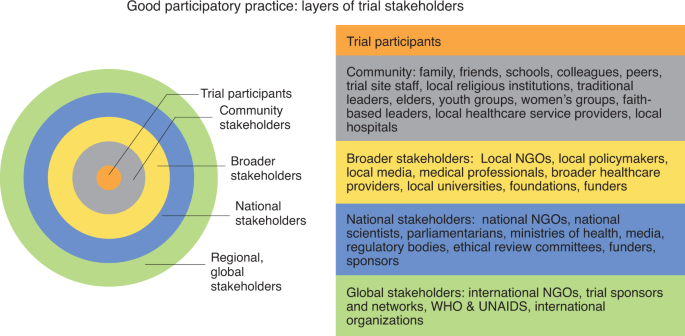 Good participatory practice: layers of trial stakeholders
Trial participants
Community
stakeholders
Broader
stakeholders
National
stakeholders
Regional,
global
stakeholders
Trial participants
Community: family, friends, schools, colleagues, peers,
trial site staff, local religious institutions, traditional
leaders, elders, youth groups, women's groups, faith-
based leaders, local healthcare service providers, local
hospitals
Broader stakeholders:  Local NGOs, local policymakers,
local media, medical professionals, broader healthcare
providers, local universities, foundations, funders
National stakeholders:  national NGOs, national
scientists, parliamentarians, ministries of health, media,
regulatory bodies, ethical review committees, funders,
sponsors
Global stakeholders: international NGOs, trial sponsors
and networks, WHO & UNAIDS, international
organizations